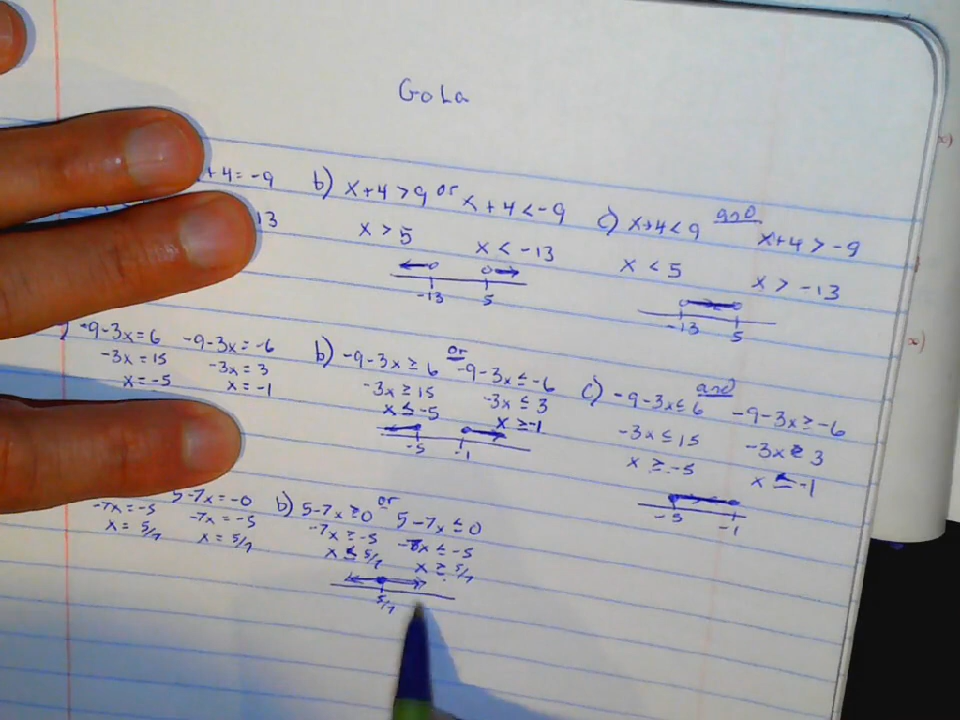 GoLa
+4=-9 b) x+4>9 or x+4<-9 c) x+4<9 and x+4>-9
13 x>5 x<-13 x<5 x>-13
-13 5 -13 5
) -9-3x=6 -9-3x=-6 b) -9-3x≥6 or -9-3x≤-6 c) -9-3x≤6 and -9-3x≥-6
-3x=15 -3x=3 -3x≥15 -3x≤3 -3x≤15 -3x≥3
x=-5 x=-1 x≤-5 x≥-1 x≥-5 x≤-1
-5 -1 -5 -1
5-7x=-0 b) 5-7x≥0 or 5-7x≤0
-7x=-5 -7x=-5 -7x≥-5 -7x≤-5
x=5/7 x=5/7 x≤5/7 x≥5/7
5/7